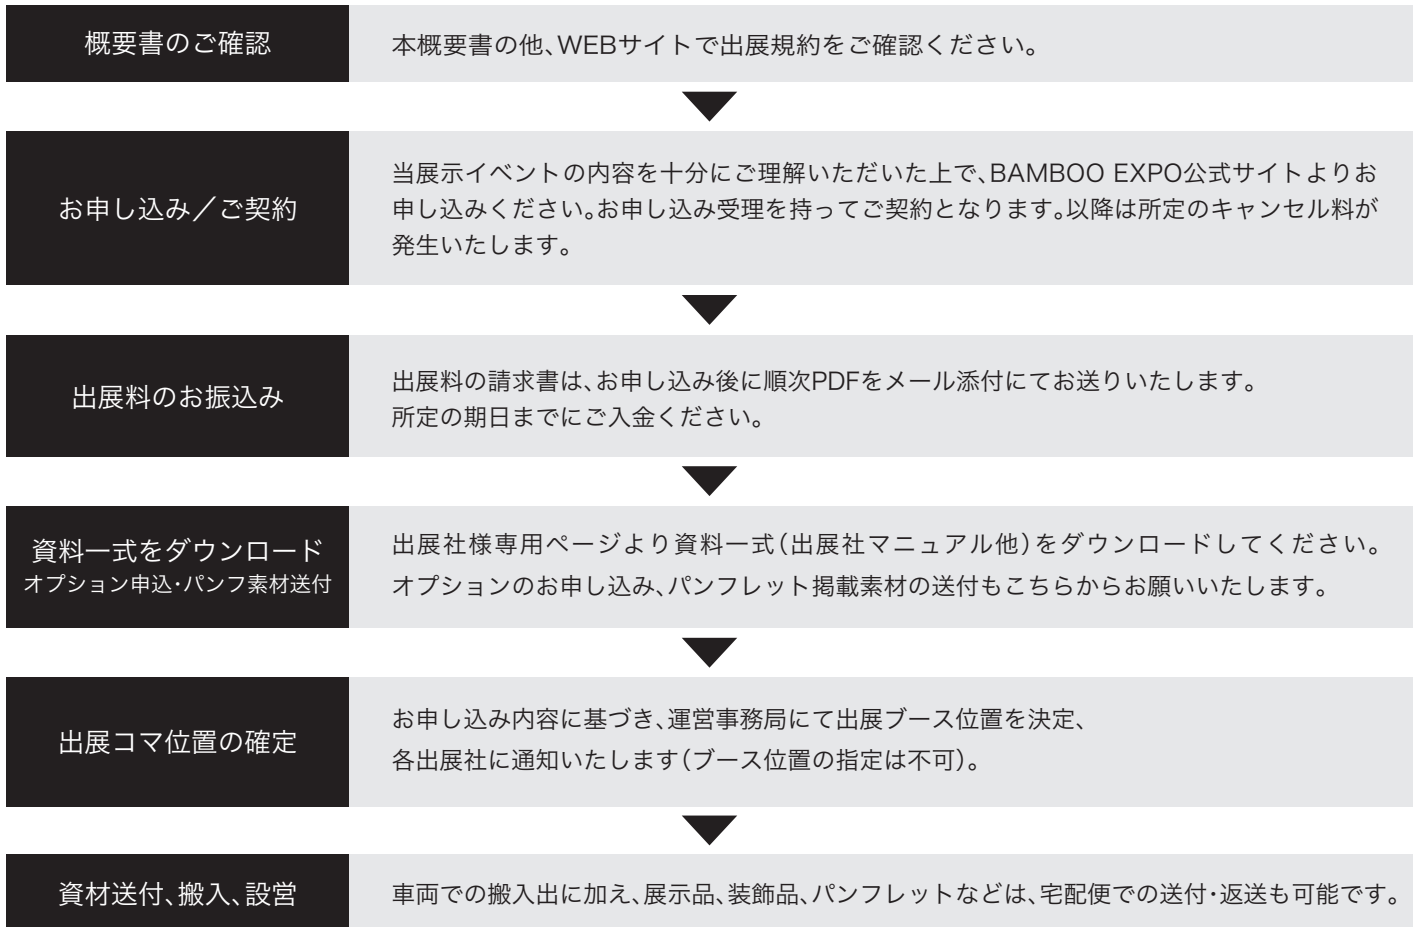 概要書のご確認
本概要書の他、WEBサイトで出展規約をご確認ください。
お申し込み／ご契約
当展示イベントの内容を十分にご理解いただいた上で、BAMBOO EXPO公式サイトよりお
申し込みください。お申し込み受理を持ってご契約となります。以降は所定のキャンセル料が
発生いたします。
出展料のお振込み
出展料の請求書は、お申し込み後に順次PDFをメール添付にてお送りいたします。
所定の期日までにご入金ください。
資料一式をダウンロード
オプション申込・パンフ素材送付
出展社様専用ページより資料一式（出展社マニュアル他）をダウンロードしてください。
オプションのお申し込み、パンフレット掲載素材の送付もこちらからお願いいたします。
出展コマ位置の確定
お申し込み内容に基づき、運営事務局にて出展ブース位置を決定、
各出展社に通知いたします（ブース位置の指定は不可）。
資材送付、搬入、設営
車両での搬入出に加え、展示品、装飾品、パンフレットなどは、宅配便での送付・返送も可能です。